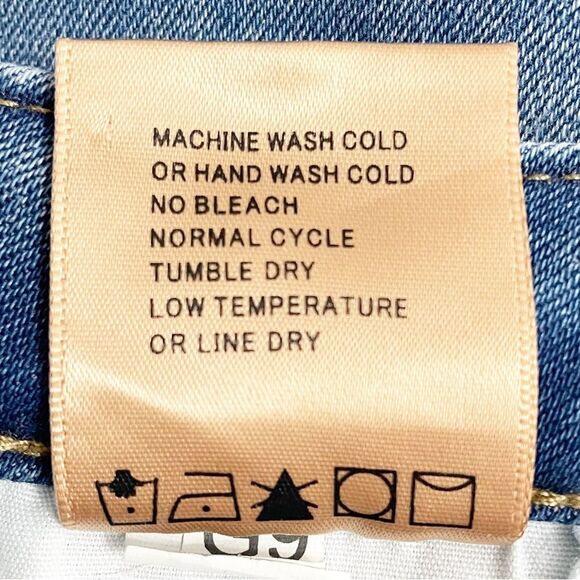 MACHINE WASH COLD
OR HAND WASH COLD
NO BLEACH
NORMAL CYCLE
TUMBLE DRY
LOW TEMPERATURE
OR LINE DRY